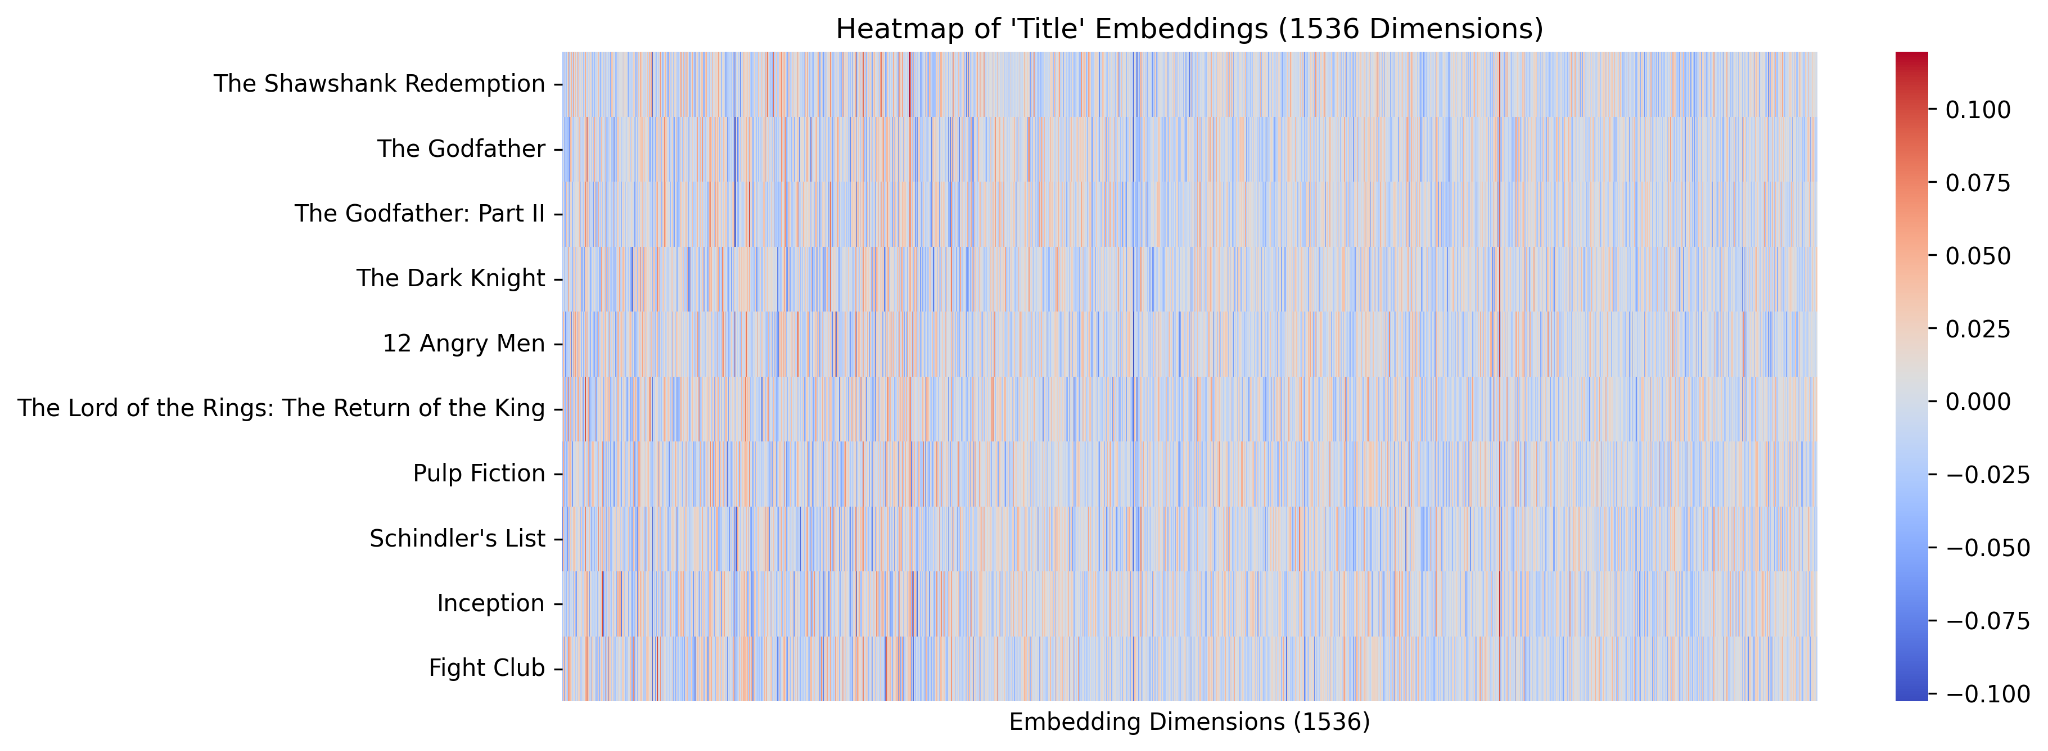 Heatmap of 'Title' Embeddings (1536 Dimensions)
The Shawshank Redemption
The Godfather
The Godfather: Part II
The Dark Knight
12 Angry Men
The Lord of the Rings: The Return of the King
Pulp Fiction
Schindler's List
Inception
Fight Club
Embedding Dimensions (1536)
0.100
0.075
0.050
0.025
0.000
−0.025
−0.050
−0.075
−0.100